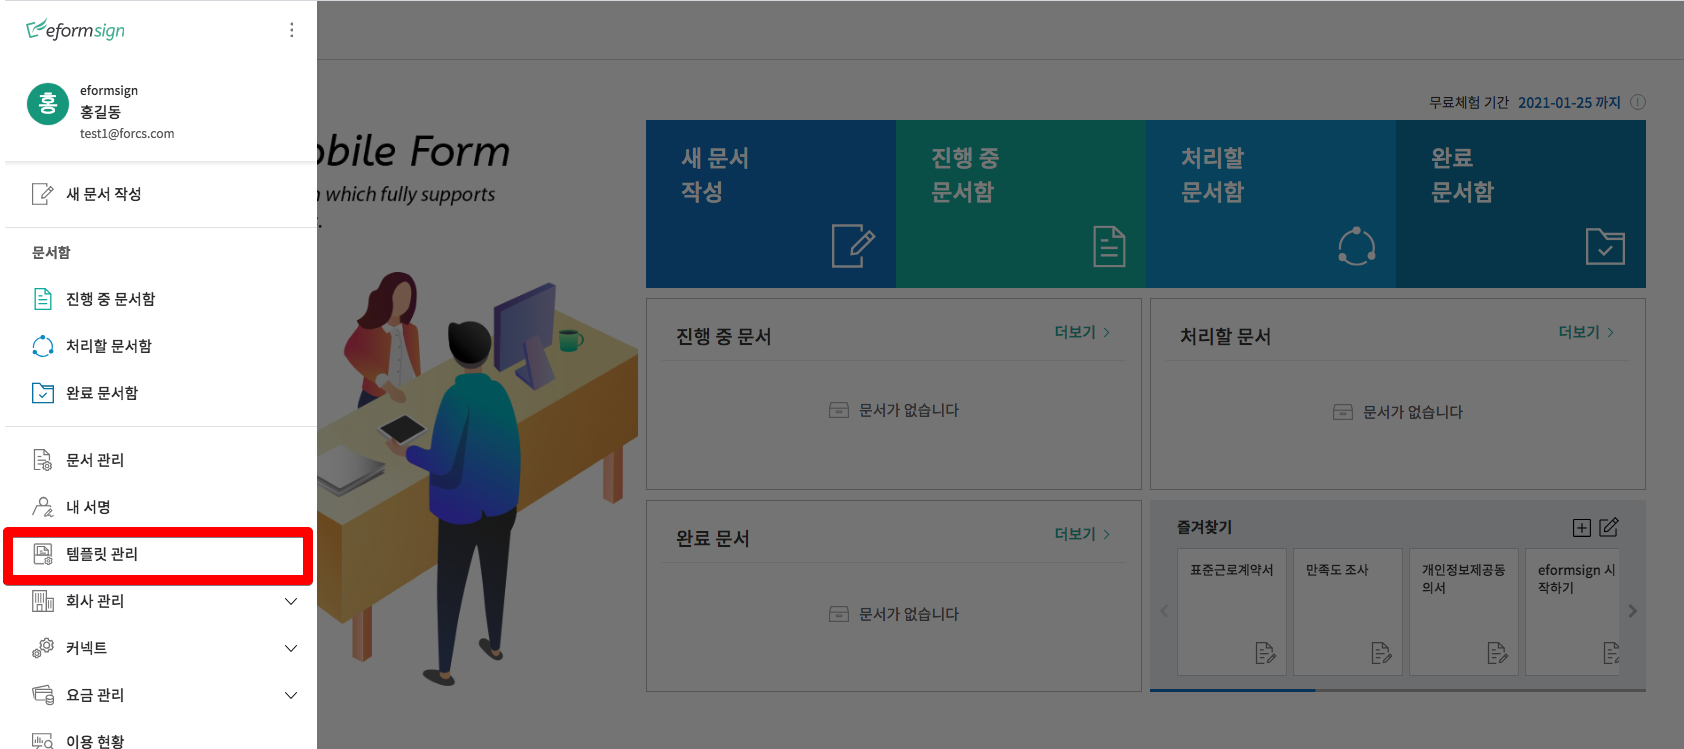 eformsign
홍
eformsign
홍길동
test1@forcs.com
새 문서 작성
문서함
진행 중 문서함
처리할 문서함
완료 문서함
문서 관리
내 서명
템플릿 관리
회사 관리
커넥트
요금 관리
이용 현황
obile Form
which fully supports
무료체험 기간 2021-01-25 까지
새 문서
작성
진행 중
문서함
처리할
문서함
완료
문서함
진행 중 문서
더보기 >
문서가 없습니다
처리할 문서
더보기 >
문서가 없습니다
완료 문서
더보기 >
문서가 없습니다
즐겨찾기
표준근로계약서
만족도 조사
개인정보제공동
의서
eformsign 시
작하기